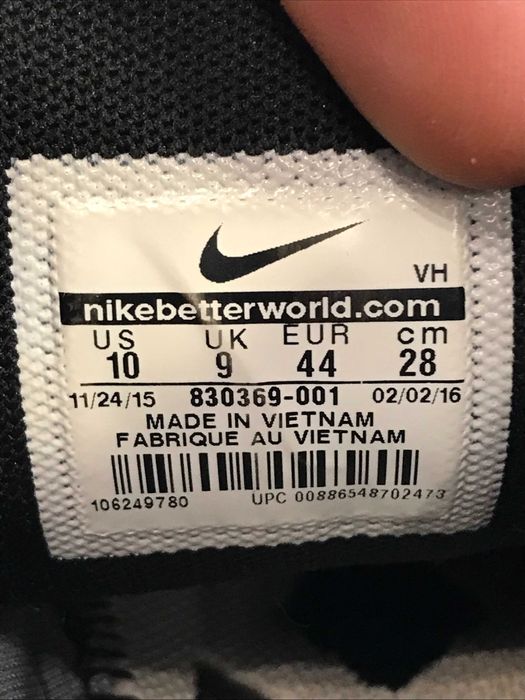 VH
nikebetterworld.com
US UK EUR cm
10 9 44 28
11/24/15 830369-001 02/02/16
MADE IN VIETNAM
FABRIQUE AU VIETNAM
106249780 UPC 00886548702473